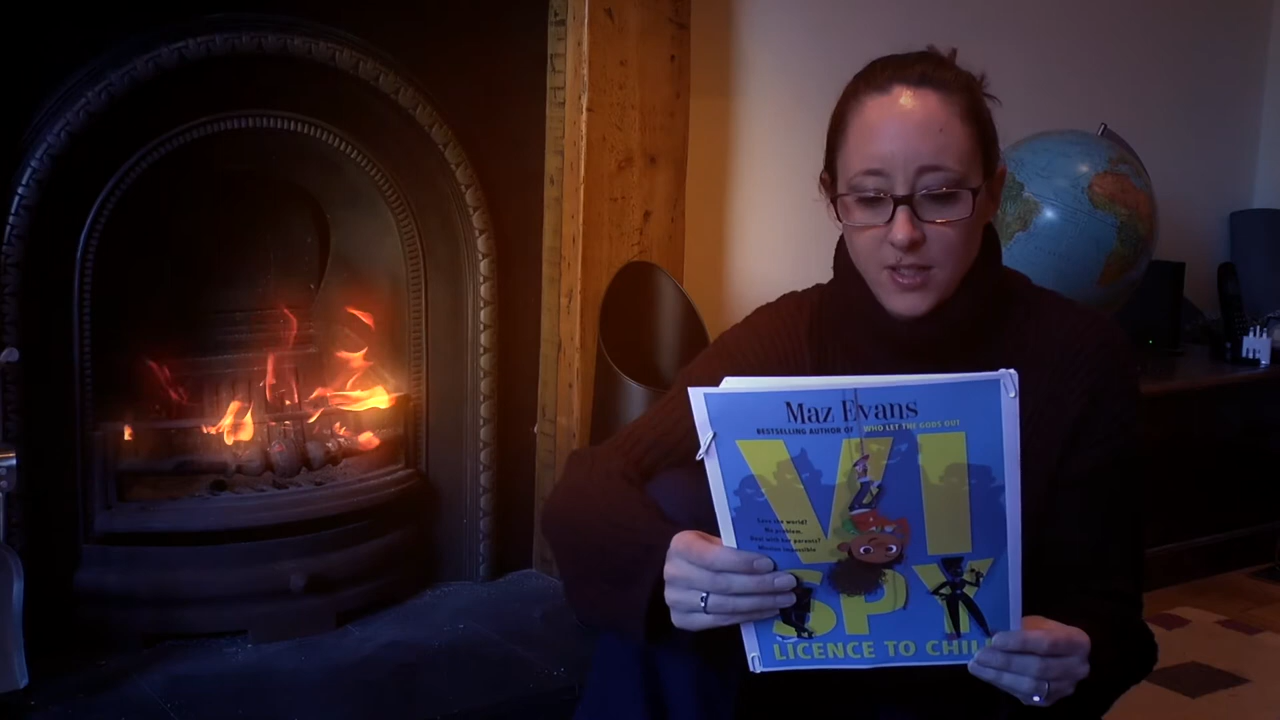 Maz Evans
BESTSELLING AUTHOR OF WHO LET THE GODS OUT
VI
Save the world?
No problem.
Deal with her parents?
Mission impossible
SPY
LICENCE TO CHIL